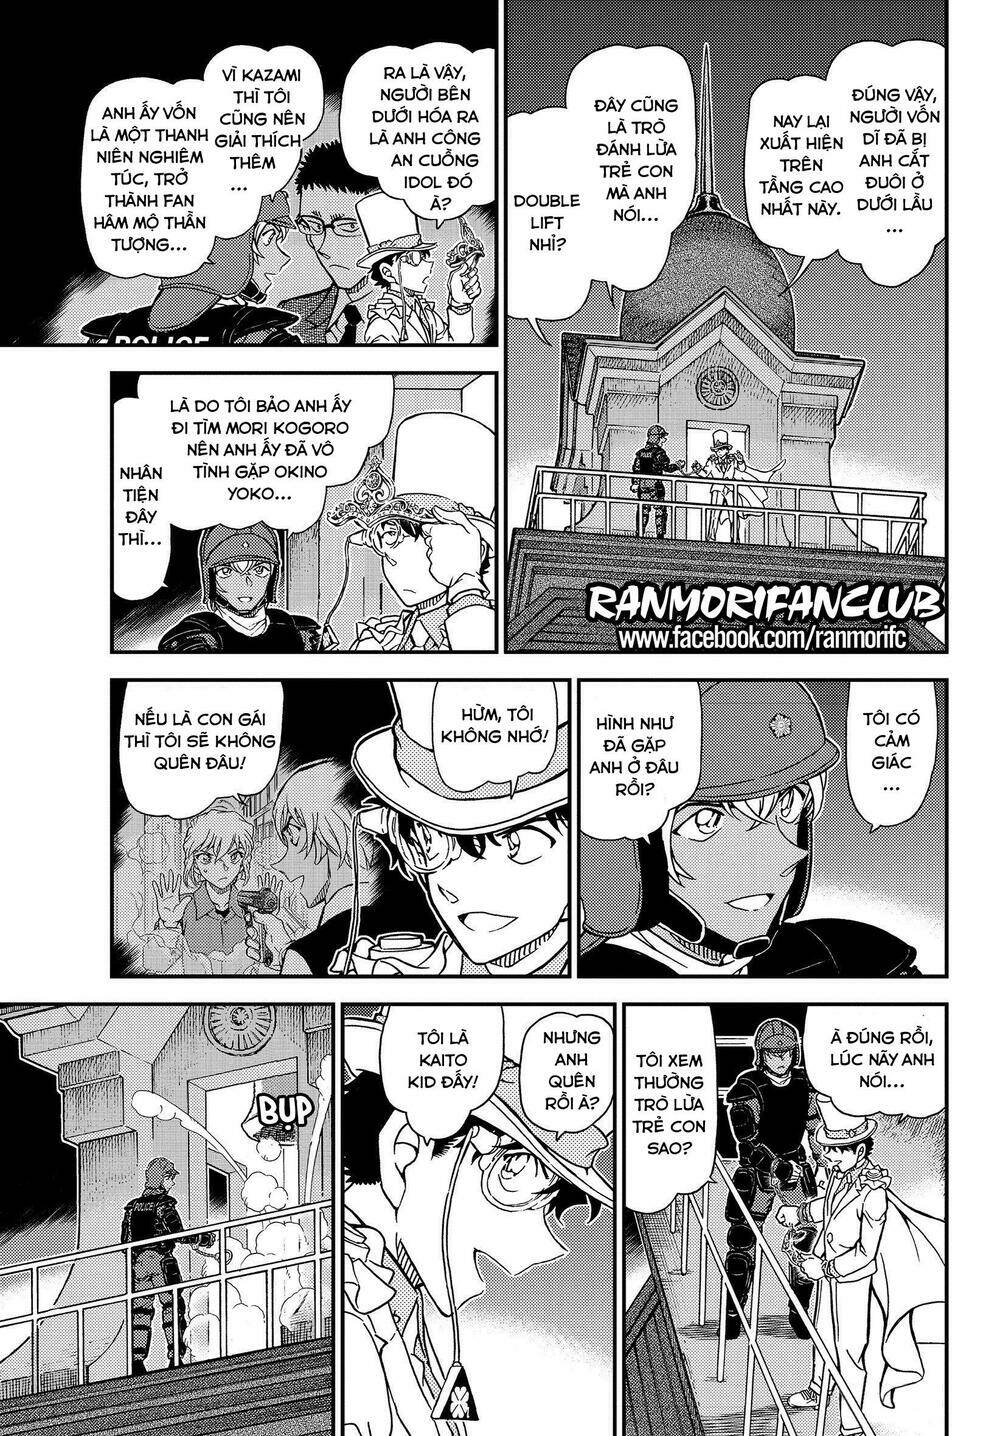 ĐÚNG VẬY,
NGƯỜI VỐN
DĨ ĐÃ BỊ
ANH CẮT
ĐUÔI Ở
DƯỚI LẦU
...
NAY LẠI
XUẤT HIỆN
TRÊN
TẦNG CAO
NHẤT NÀY.
ĐÂY CŨNG
LÀ TRÒ
ĐÁNH LỪA
TRẺ CON
MÀ ANH
NÓI...
DOUBLE
LIFT
NHỈ?
RANMORIFANCLUB
www.facebook.com/ranmorifc
RA LÀ VẬY,
NGƯỜI BÊN
DƯỚI HÓA RA
LÀ ANH CÔNG
AN CUỒNG
IDOL ĐÓ
À?
VÌ KAZAMI
THÌ TÔI
CŨNG NÊN
GIẢI THÍCH
THÊM
...
ANH ẤY VỐN
LÀ MỘT THANH
NIÊN NGHIÊM
TÚC, TRỞ
THÀNH FAN
HÂM MỘ THẦN
TƯỢNG...
POLICE
LÀ DO TÔI BẢO ANH ẤY
ĐI TÌM MORI KOGORO
NÊN ANH ẤY ĐÃ VÔ
TÌNH GẶP OKINO
YOKO...
NHÂN
TIỆN
ĐÂY
THÌ...
TÔI CÓ
CẢM
GIÁC
...
HÌNH NHƯ
ĐÃ GẶP
ANH Ở ĐÂU
RỒI?
HỪM, TÔI
KHÔNG NHỚ!
NẾU LÀ CON GÁI
THÌ TÔI SẼ KHÔNG
QUÊN ĐÂU!
À ĐÚNG RỒI,
LÚC NÃY ANH
NÓI...
TÔI XEM
THƯỜNG
TRÒ LỪA
TRẺ CON
SAO?
NHƯNG
ANH
QUÊN
RỒI À?
TÔI LÀ
KAITO
KID ĐẤY!
BỤP
POLICE